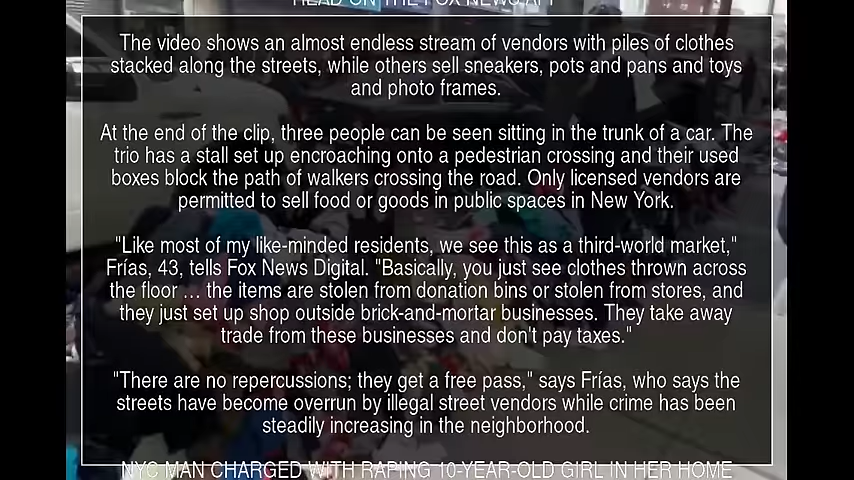 READ ON THE FOX NEWS APP
The video shows an almost endless stream of vendors with piles of clothes
stacked along the streets, while others sell sneakers, pots and pans and toys
and photo frames.
At the end of the clip, three people can be seen sitting in the trunk of a car. The
trio has a stall set up encroaching onto a pedestrian crossing and their used
boxes block the path of walkers crossing the road. Only licensed vendors are
permitted to sell food or goods in public spaces in New York.
"Like most of my like-minded residents, we see this as a third-world market,"
Frías, 43, tells Fox News Digital. "Basically, you just see clothes thrown across
the floor … the items are stolen from donation bins or stolen from stores, and
they just set up shop outside brick-and-mortar businesses. They take away
trade from these businesses and don't pay taxes."
"There are no repercussions; they get a free pass," says Frías, who says the
streets have become overrun by illegal street vendors while crime has been
steadily increasing in the neighborhood.
NYC MAN CHARGED WITH RAPING 10-YEAR-OLD GIRL IN HER HOME